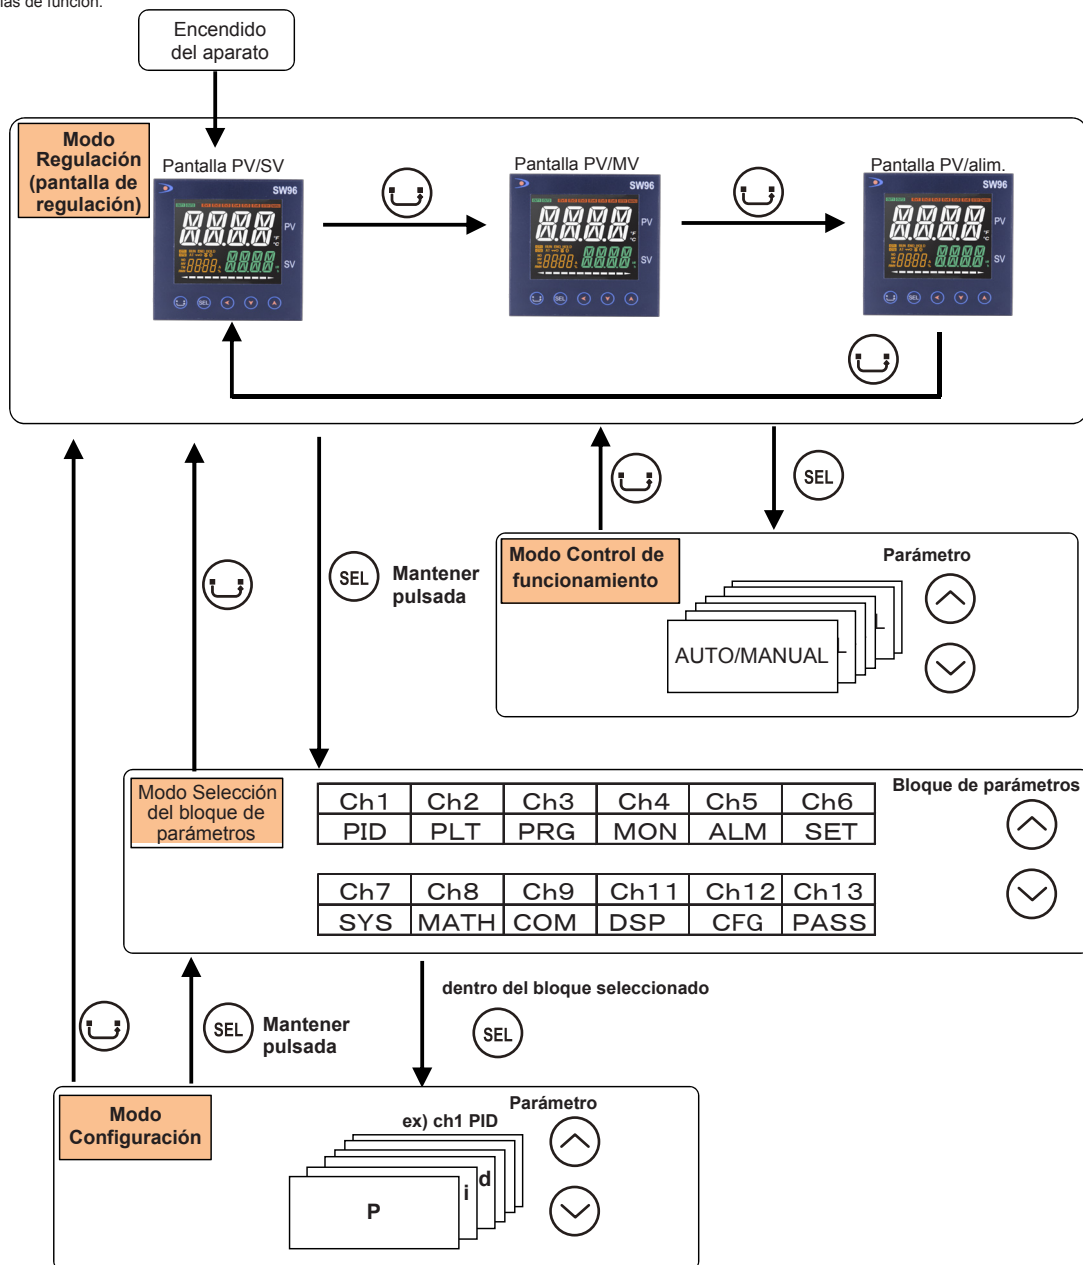 las de función.
Encendido
del aparato
Modo
Regulación
(pantalla de
regulación)
Pantalla PV/SV
Pantalla PV/MV
Pantalla PV/alim.
SW96
PV
SV
SEL
SW96
PV
SV
SEL
SW96
PV
SV
SEL
SEL
Mantener
pulsada
SEL
Modo Control de
funcionamiento
Parámetro
AUTO/MANUAL
Modo Selección
del bloque de
parámetros
Ch1 Ch2 Ch3 Ch4 Ch5 Ch6
PID PLT PRG MON ALM SET
Ch7 Ch8 Ch9 Ch11 Ch12 Ch13
SYS MATH COM DSP CFG PASS
Bloque de parámetros
SEL
Mantener
pulsada
dentro del bloque seleccionado
SEL
Modo
Configuración
ex) ch1 PID
Parámetro
P
i
d